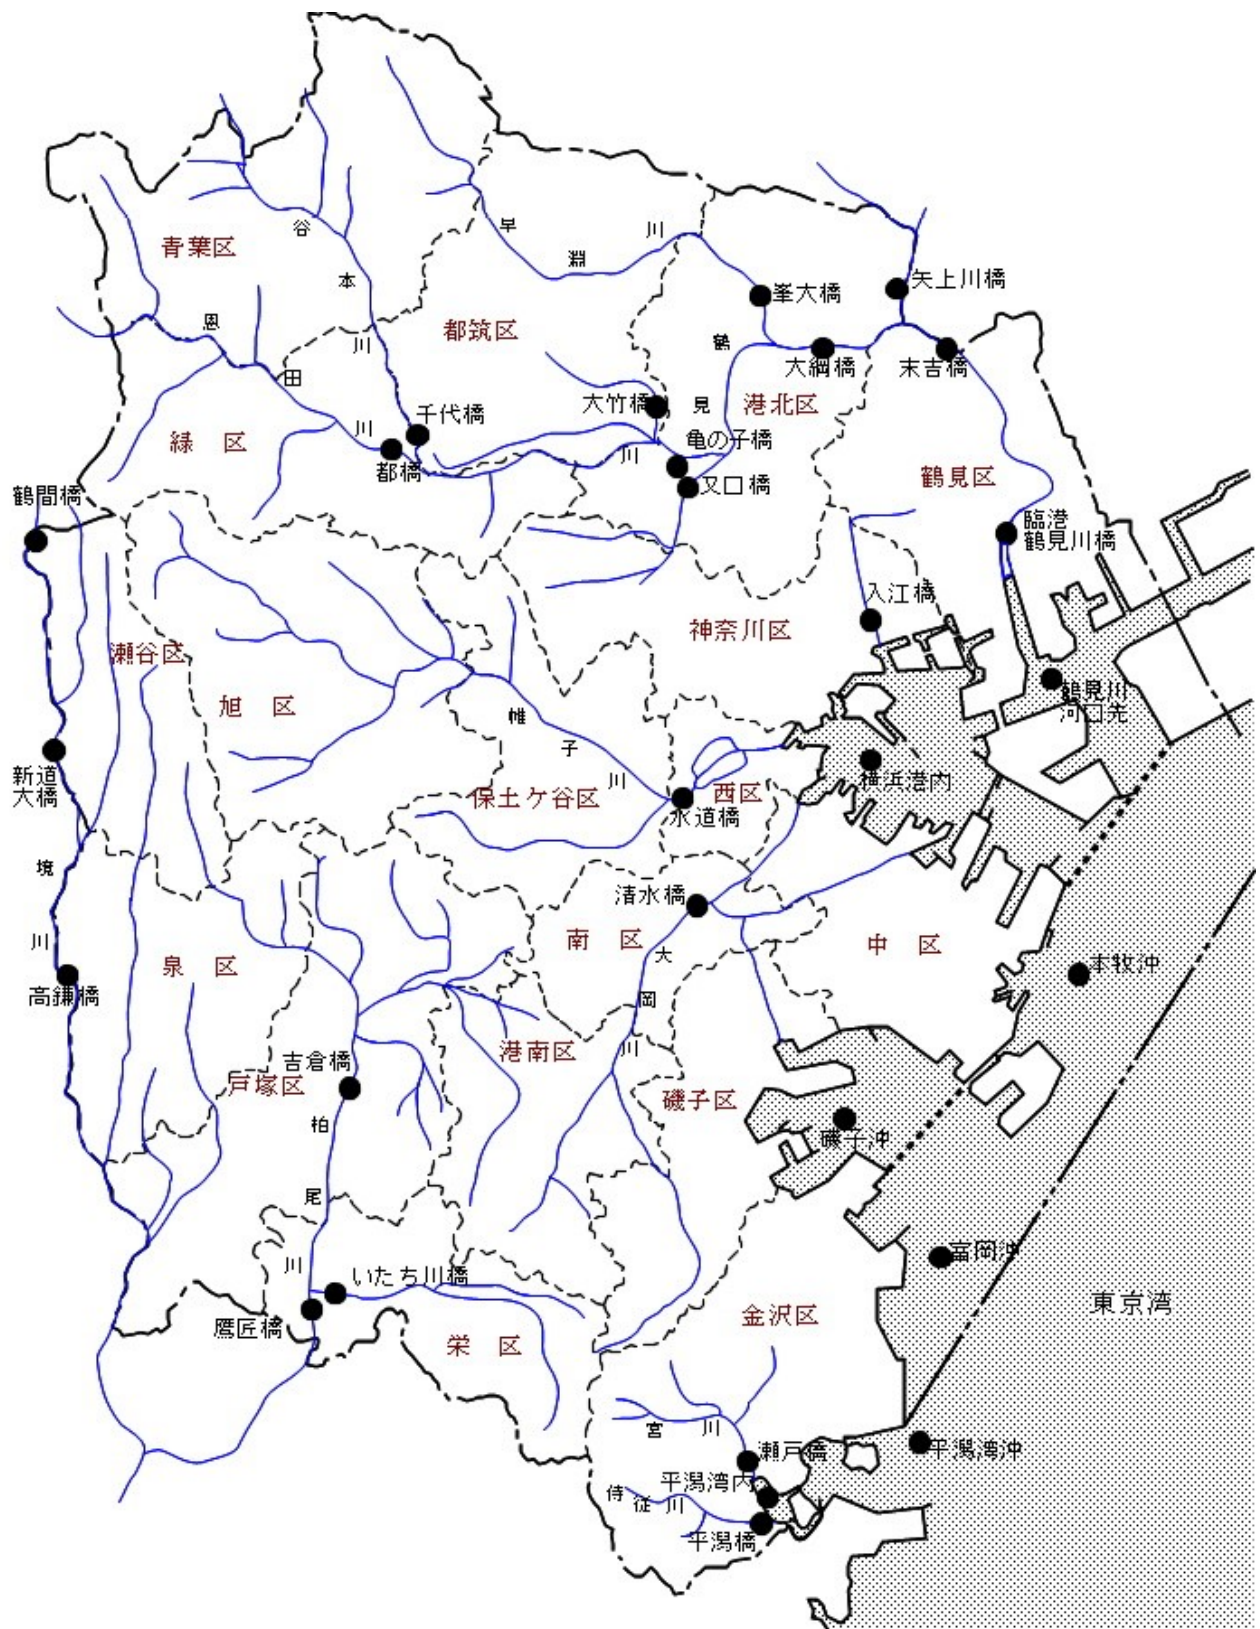 谷
早
川
青葉区
淵
本
矢上川橋
峯大橋
恩
都筑区
川
鶴
大綱橋
末吉橋
田
大竹橋
見
港北区
千代橋
川
亀の子橋
緑 区
都橋
川
又口橋
鶴見区
鶴間橋
臨港
鶴見川橋
入江橋
神奈川区
瀬谷区
旭 区
帷
鶴見川
河口先
子
新道
大橋
川
横浜港内
保土ケ谷区
西区
水道橋
境
清水橋
川
南 区
大
中 区
泉 区
本牧沖
高鎌橋
岡
港南区
川
吉倉橋
戸塚区
磯子区
柏
磯子沖
尾
富岡沖
川
いたち川橋
東京湾
鷹匠橋
金沢区
栄 区
宮
川
瀬戸橋
平潟湾沖
平潟湾内
侍
従
川
平潟橋